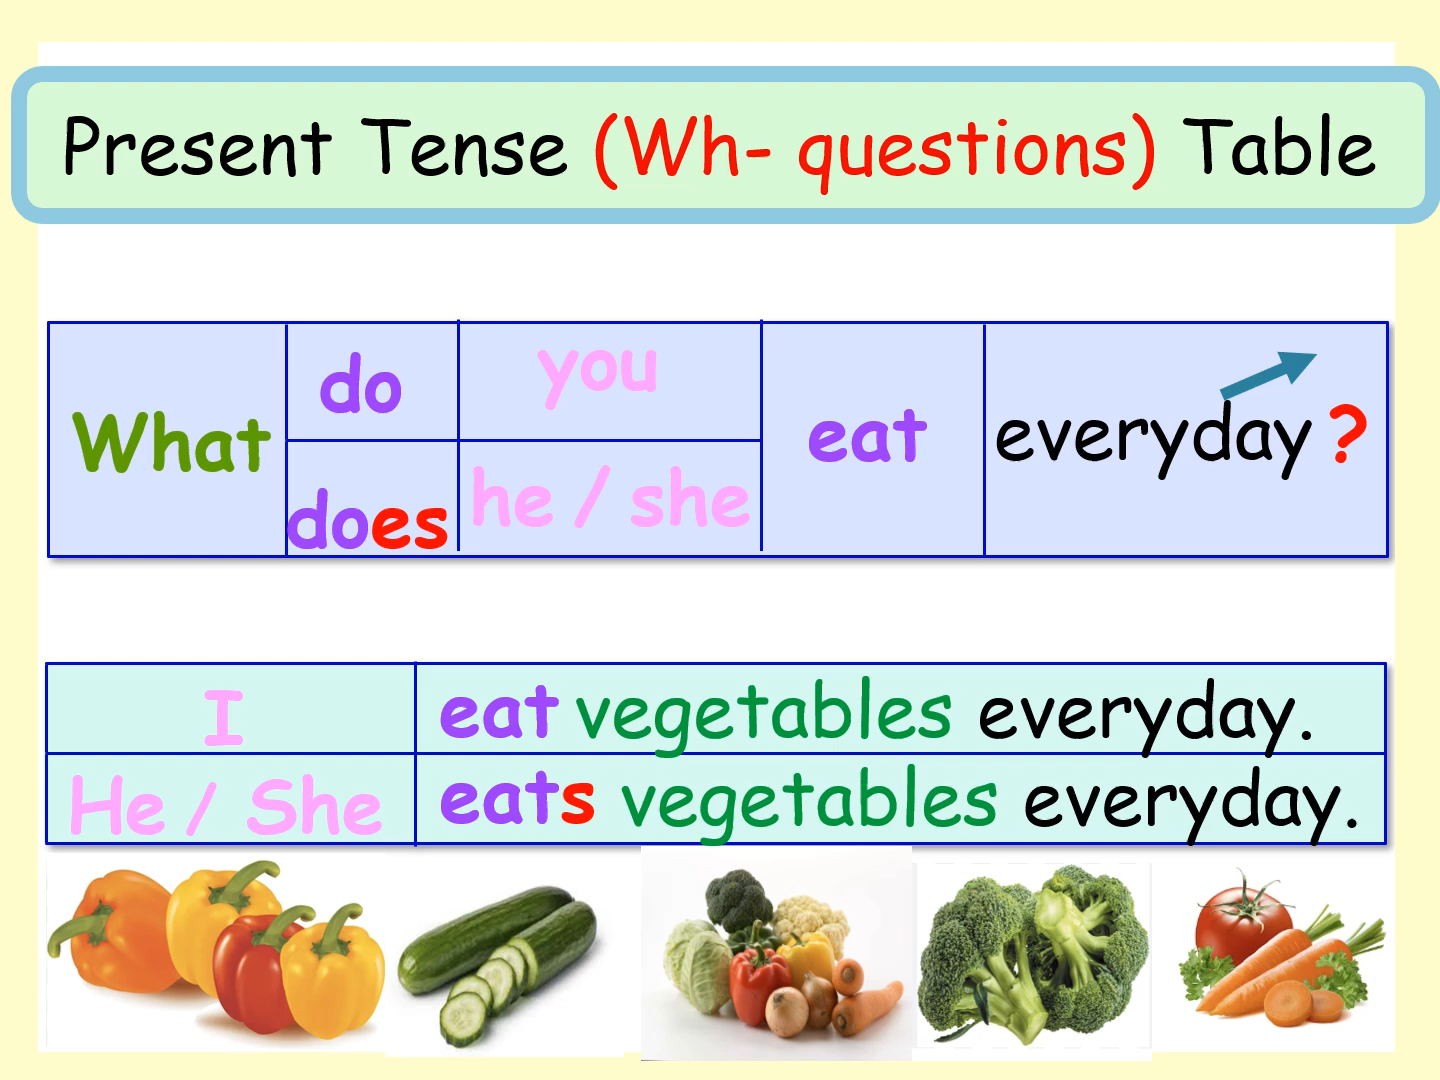 Present Tense (Wh- questions) Table
do you
What eat everyday ?
does he / she
I eat vegetables everyday.
He / She eats vegetables everyday.